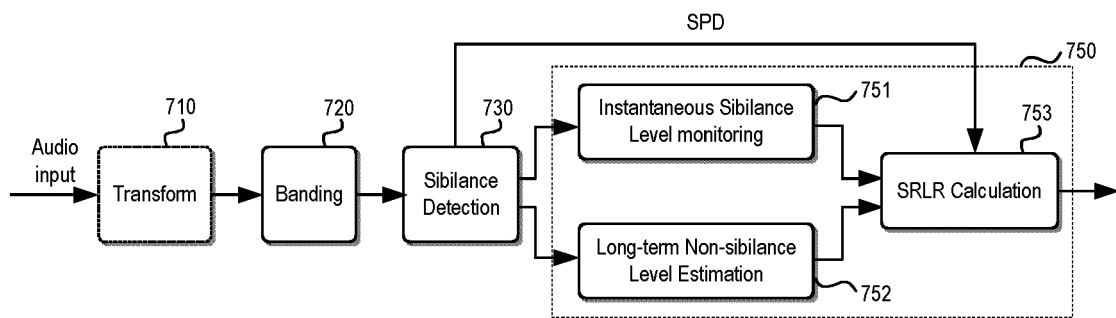 SPD
750
710
720
730
751
753
Audio
input
Transform
Banding
Sibilance
Detection
Instantaneous Sibilance
Level monitoring
SRLR Calculation
Long-term Non-sibilance
Level Estimation
752